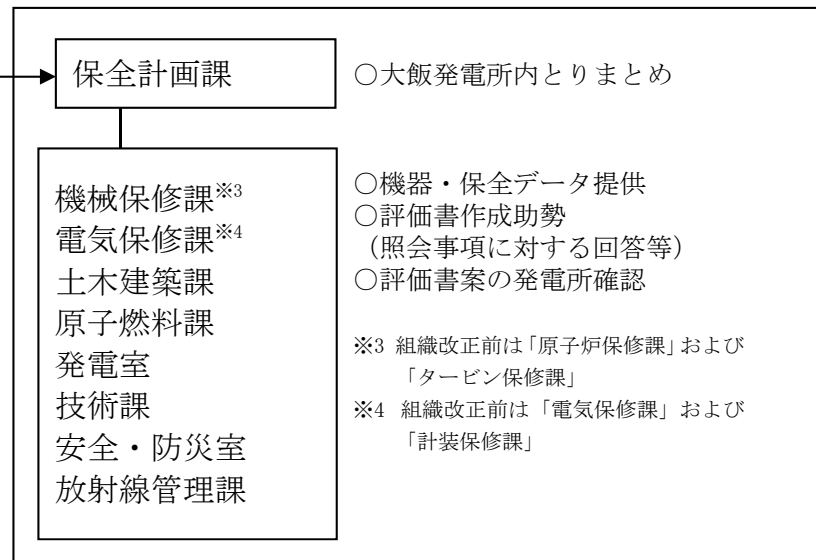 保全計画課
○大飯発電所内とりまとめ
機械保修課※3
電気保修課※4
土木建築課
原子燃料課
発電室
技術課
安全・防災室
放射線管理課
○機器・保全データ提供
○評価書作成助勢
（照会事項に対する回答等）
○評価書案の発電所確認
※3 組織改正前は「原子炉保修課」および
「タービン保修課」
※4 組織改正前は「電気保修課」および
「計装保修課」